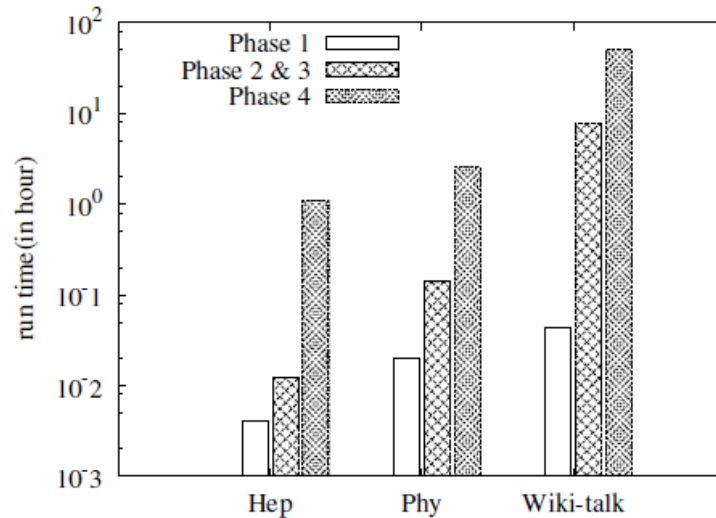 run time(in hour)
10^2
10^1
10^0
10^-1
10^-2
10^-3
Phase 1
Phase 2 & 3
Phase 4
Hep
Phy
Wiki-talk